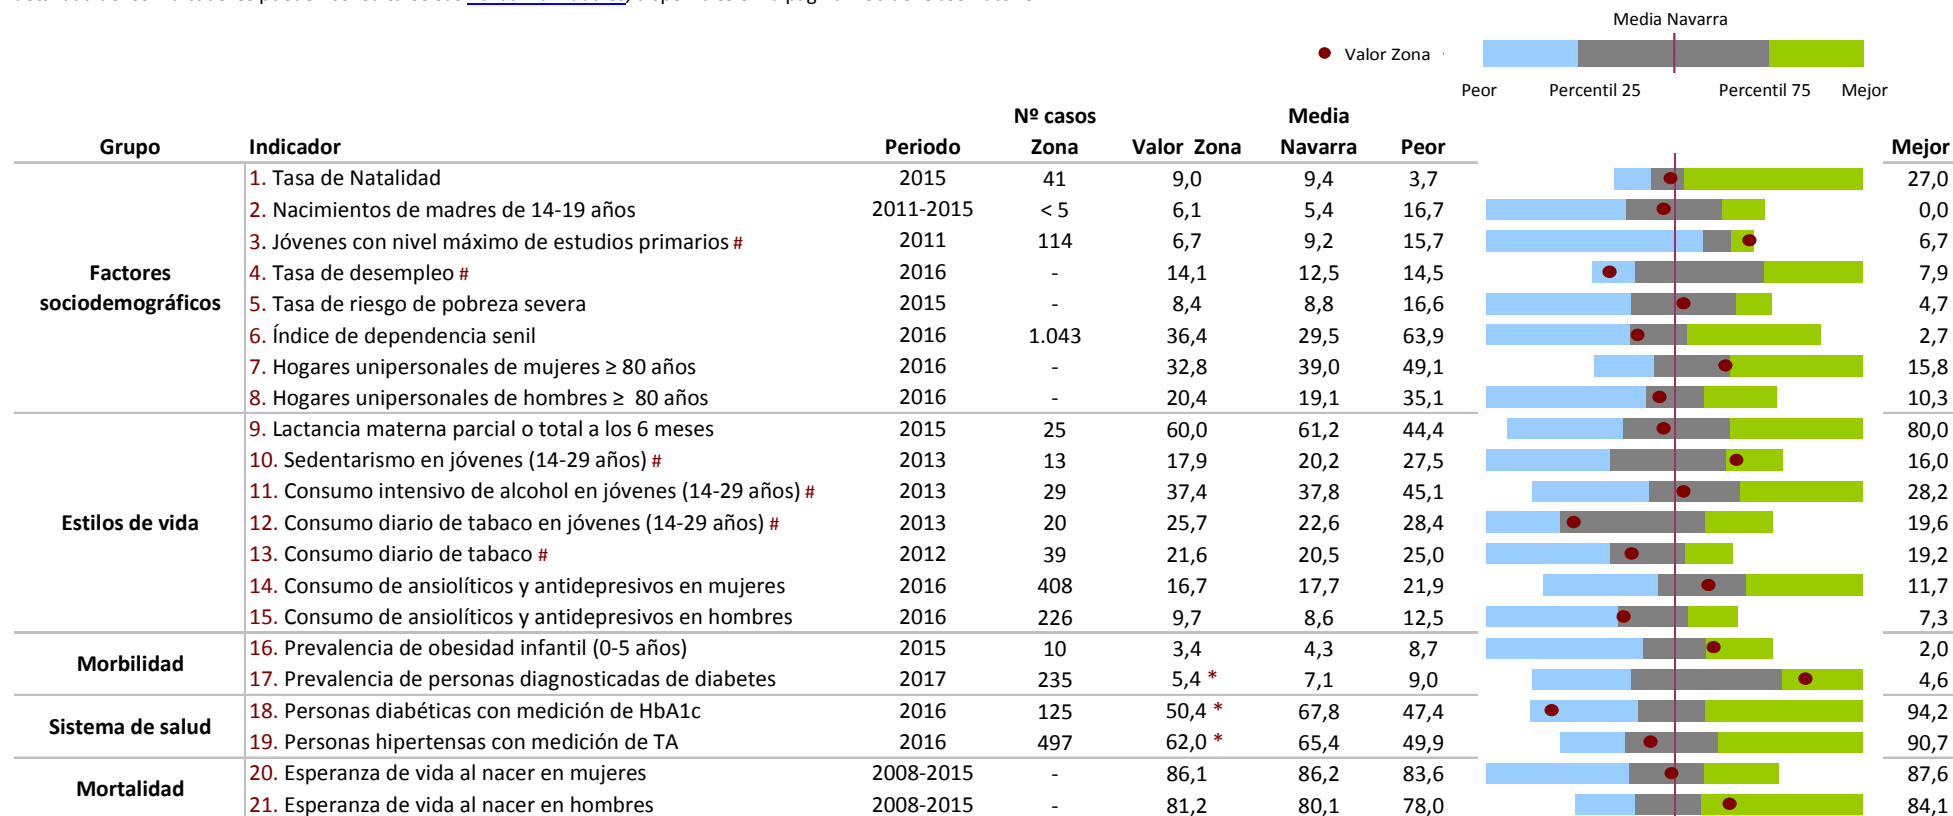 Media Navarra
Valor Zona
Peor Percentil 25 Percentil 75 Mejor
Nº casos Media
Grupo Indicador Periodo Zona Valor Zona Navarra Peor Mejor
1. Tasa de Natalidad 2015 41 9,0 9,4 3,7 27,0
2. Nacimientos de madres de 14-19 años 2011-2015 < 5 6,1 5,4 16,7 0,0
3. Jóvenes con nivel máximo de estudios primarios # 2011 114 6,7 9,2 15,7 6,7
Factores 4. Tasa de desempleo # 2016 - 14,1 12,5 14,5 7,9
sociodemográficos 5. Tasa de riesgo de pobreza severa 2015 - 8,4 8,8 16,6 4,7
6. Índice de dependencia senil 2016 1.043 36,4 29,5 63,9 2,7
7. Hogares unipersonales de mujeres ≥ 80 años 2016 - 32,8 39,0 49,1 15,8
8. Hogares unipersonales de hombres ≥ 80 años 2016 - 20,4 19,1 35,1 10,3
9. Lactancia materna parcial o total a los 6 meses 2015 25 60,0 61,2 44,4 80,0
10. Sedentarismo en jóvenes (14-29 años) # 2013 13 17,9 20,2 27,5 16,0
11. Consumo intensivo de alcohol en jóvenes (14-29 años) # 2013 29 37,4 37,8 45,1 28,2
Estilos de vida 12. Consumo diario de tabaco en jóvenes (14-29 años) # 2013 20 25,7 22,6 28,4 19,6
13. Consumo diario de tabaco # 2012 39 21,6 20,5 25,0 19,2
14. Consumo de ansiolíticos y antidepresivos en mujeres 2016 408 16,7 17,7 21,9 11,7
15. Consumo de ansiolíticos y antidepresivos en hombres 2016 226 9,7 8,6 12,5 7,3
Morbilidad 16. Prevalencia de obesidad infantil (0-5 años) 2015 10 3,4 4,3 8,7 2,0
17. Prevalencia de personas diagnosticadas de diabetes 2017 235 5,4 * 7,1 9,0 4,6
Sistema de salud 18. Personas diabéticas con medición de HbA1c 2016 125 50,4 * 67,8 47,4 94,2
19. Personas hipertensas con medición de TA 2016 497 62,0 * 65,4 49,9 90,7
Mortalidad 20. Esperanza de vida al nacer en mujeres 2008-2015 - 86,1 86,2 83,6 87,6
21. Esperanza de vida al nacer en hombres 2008-2015 - 81,2 80,1 78,0 84,1